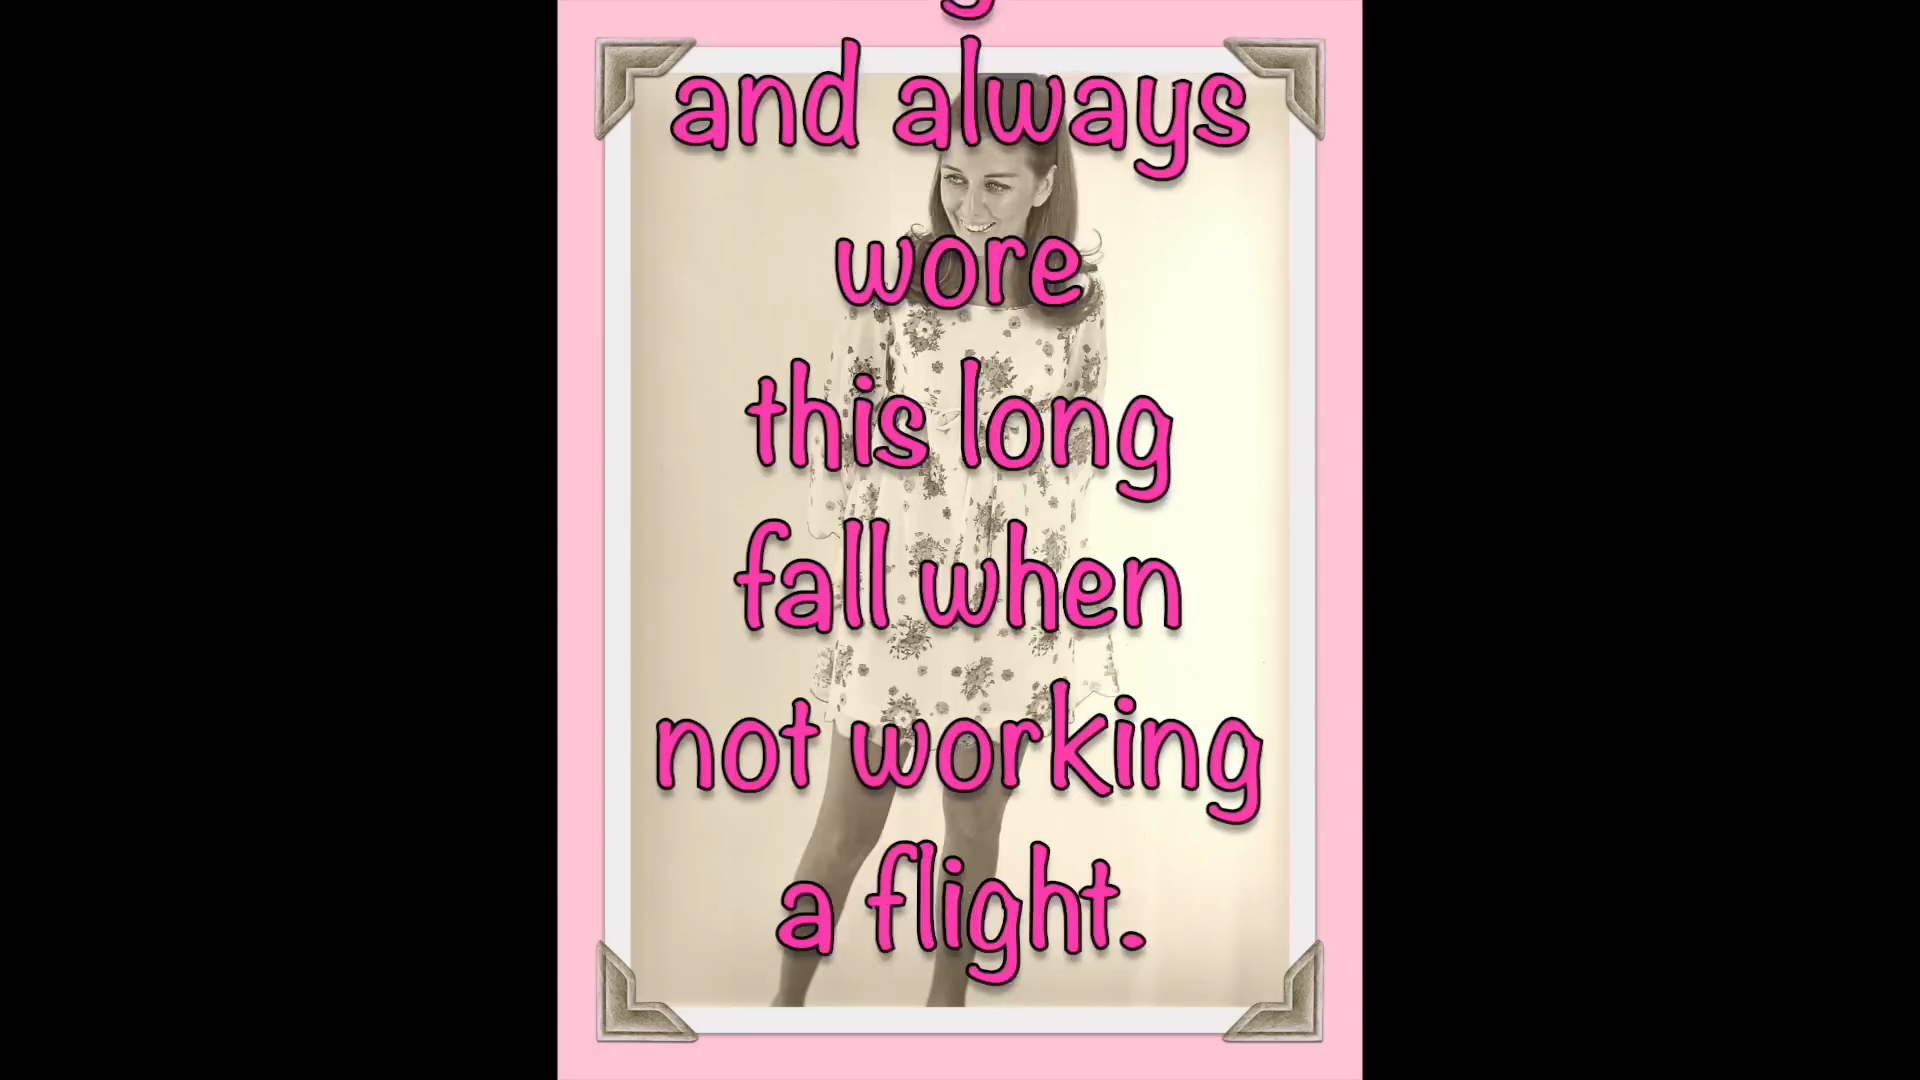 and always
wore
this long
fall when
not working
a flight.